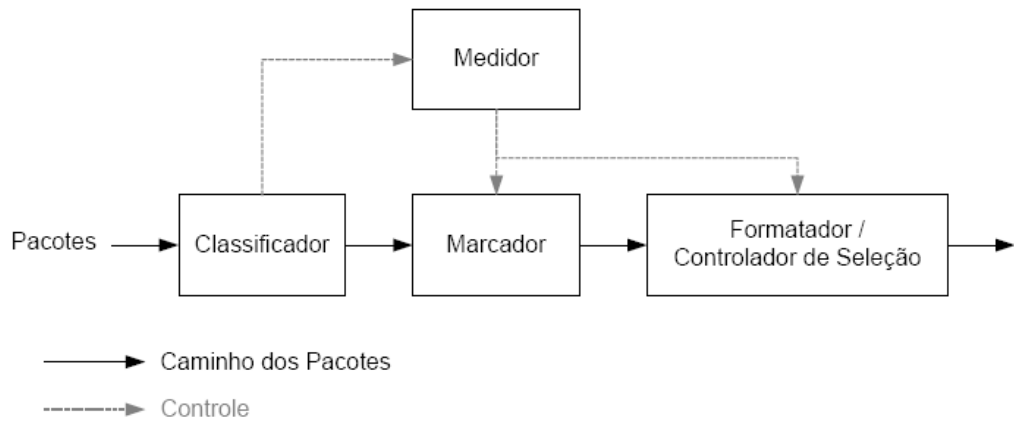 Medidor
Pacotes
Classificador
Marcador
Formatador /
Controlador de Seleção
Caminho dos Pacotes
Controle